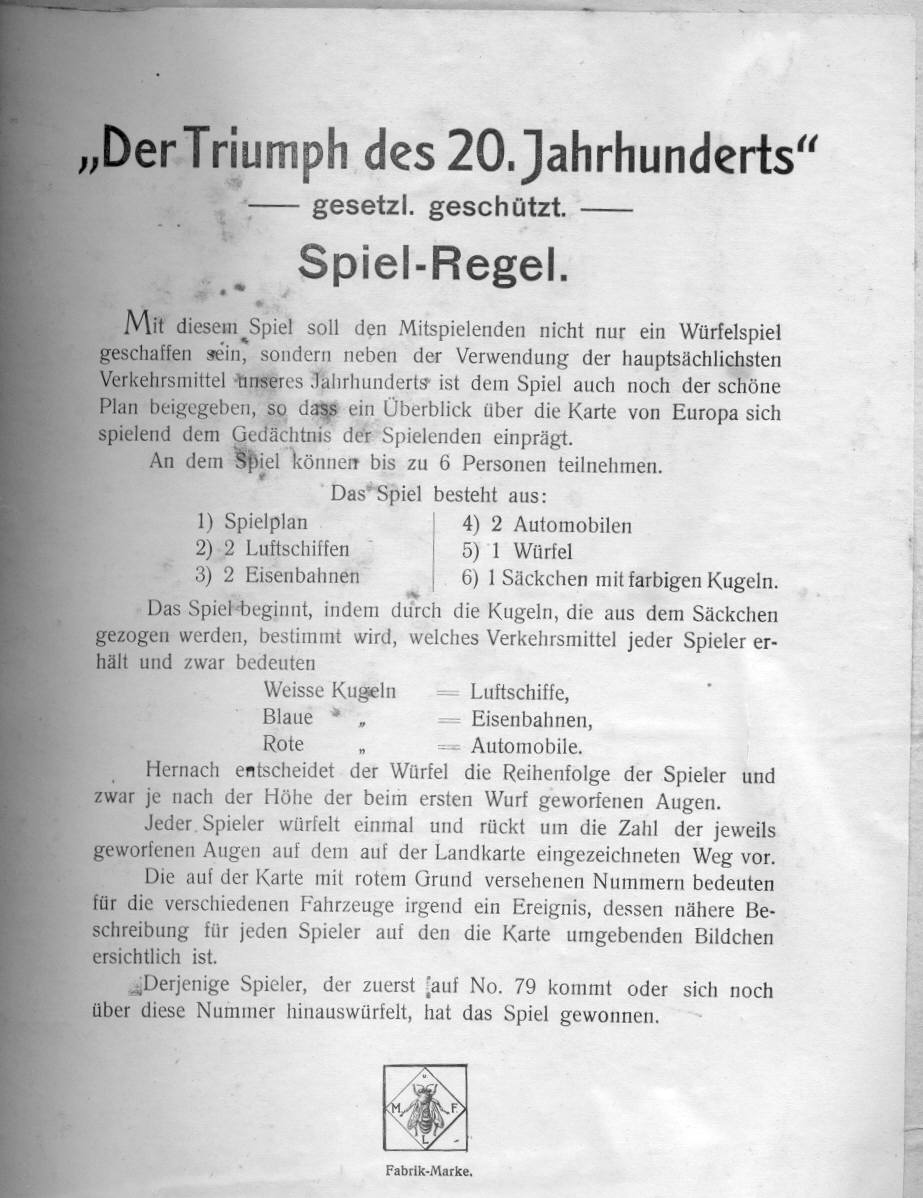 „Der Triumph des 20. Jahrhunderts“
gesetzl. geschützt.
Spiel-Regel.
Mit diesem Spiel soll den Mitspielenden nicht nur ein Würfelspiel
geschaffen sein, sondern neben der Verwendung der hauptsächlichsten
Verkehrsmittel unseres Jahrhunderts ist dem Spiel auch noch der schöne
Plan beigegeben, so dass ein Überblick über die Karte von Europa sich
spielend dem Gedächtnis der Spielenden einprägt.
An dem Spiel können bis zu 6 Personen teilnehmen.
Das Spiel besteht aus:
1) Spielplan
2) 2 Luftschiffen
3) 2 Eisenbahnen
4) 2 Automobilen
5) 1 Würfel
6) 1 Säckchen mit farbigen Kugeln.
Das Spiel beginnt, indem durch die Kugeln, die aus dem Säckchen
gezogen werden, bestimmt wird, welches Verkehrsmittel jeder Spieler er-
hält und zwar bedeuten
Weisse Kugeln = Luftschiffe,
Blaue „ = Eisenbahnen,
Rote „ = Automobile.
Hernach entscheidet der Würfel die Reihenfolge der Spieler und
zwar je nach der Höhe der beim ersten Wurf geworfenen Augen.
Jeder Spieler würfelt einmal und rückt um die Zahl der jeweils
geworfenen Augen auf dem auf der Landkarte eingezeichneten Weg vor.
Die auf der Karte mit rotem Grund versehenen Nummern bedeuten
für die verschiedenen Fahrzeuge irgend ein Ereignis, dessen nähere Be-
schreibung für jeden Spieler auf den die Karte umgebenden Bildchen
ersichtlich ist.
Derjenige Spieler, der zuerst auf No. 79 kommt oder sich noch
über diese Nummer hinauswürfelt, hat das Spiel gewonnen.
u.
M. F.
L.
Fabrik-Marke.